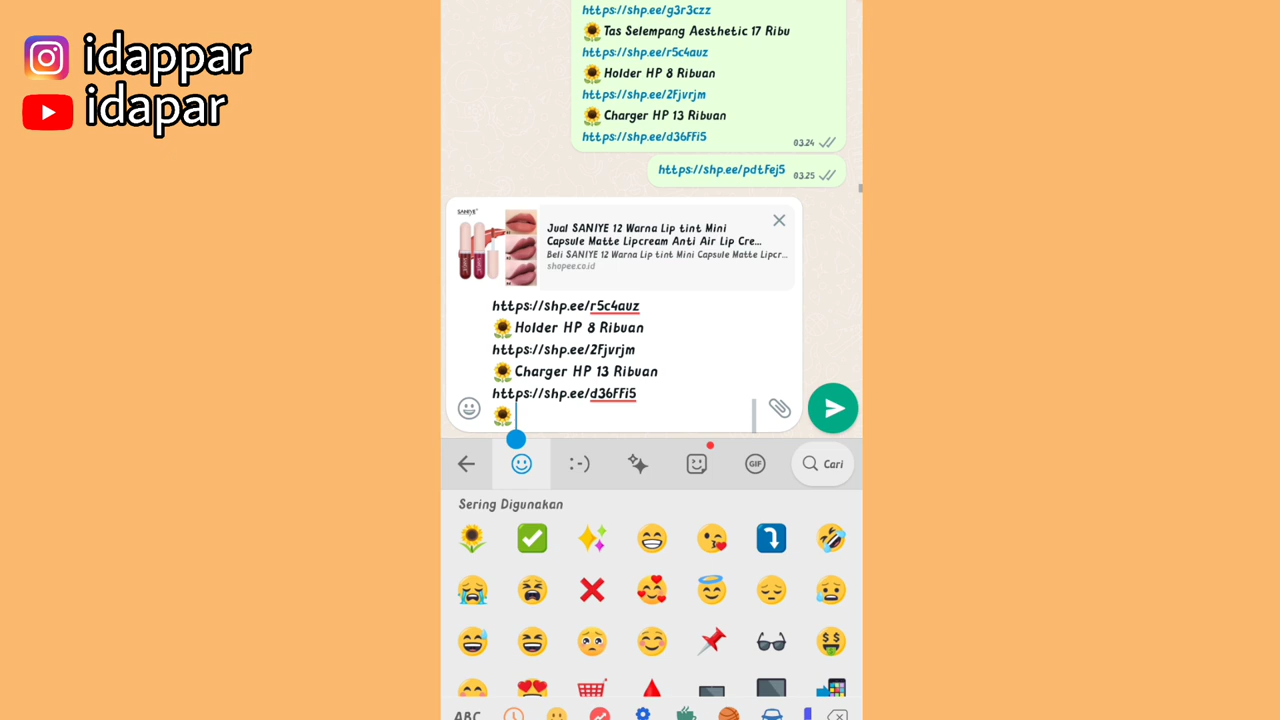 idappar
idapar
https://shp.ee/g3r3czz
Tas Selempang Aesthetic 17 Ribu
https://shp.ee/r5c4auz
Holder HP 8 Ribuan
https://shp.ee/2Fjvrjm
Charger HP 13 Ribuan
https://shp.ee/d36FFi5
03.24
https://shp.ee/pdtFej5
03.25
SANIYE
Jual SANIYE 12 Warna Lip tint Mini
Capsule Matte Lipcream Anti Air Lip Cre...
Beli SANIYE 12 Warna Lip tint Mini Capsule Matte Lipcr...
shopee.co.id
https://shp.ee/r5c4auz
Holder HP 8 Ribuan
https://shp.ee/2Fjvrjm
Charger HP 13 Ribuan
https://shp.ee/d36FFi5
:-)
GIF
Cari
Sering Digunakan
ABC